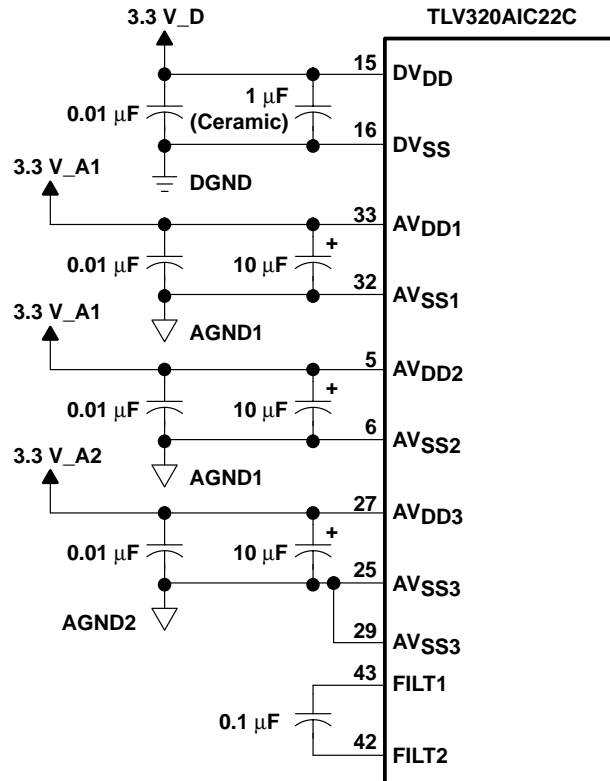 3.3 V_D
TLV320AIC22C
15 DVDD
0.01 μF
1 μF
(Ceramic)
16 DVSS
DGND
3.3 V_A1
33 AVDD1
0.01 μF
10 μF
+
32 AVSS1
AGND1
3.3 V_A1
5 AVDD2
0.01 μF
10 μF
+
6 AVSS2
AGND1
3.3 V_A2
27 AVDD3
0.01 μF
10 μF
+
25 AVSS3
AGND2
29 AVSS3
43 FILT1
0.1 μF
42 FILT2